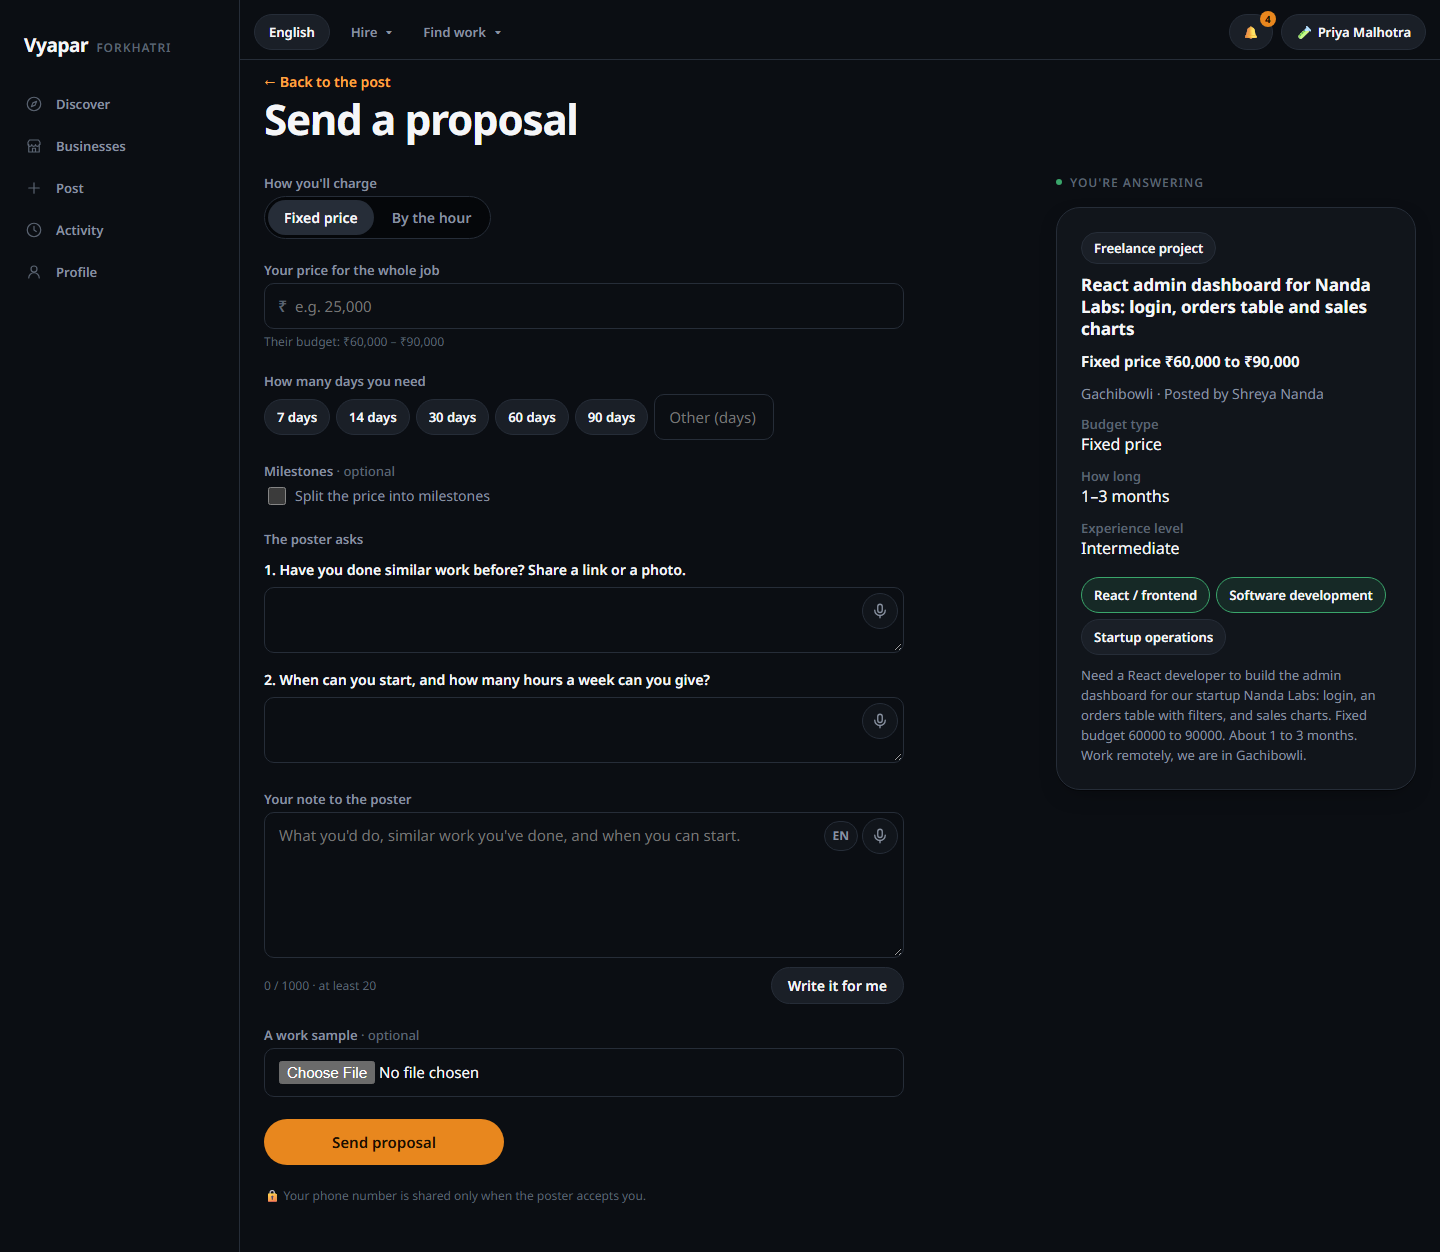 Vyapar FORKHATRI
Discover
Businesses
Post
Activity
Profile
English
Hire
Find work
4
Priya Malhotra
← Back to the post
Send a proposal
How you'll charge
Fixed price
By the hour
Your price for the whole job
₹ e.g. 25,000
Their budget: ₹60,000 – ₹90,000
How many days you need
7 days
14 days
30 days
60 days
90 days
Other (days)
Milestones · optional
Split the price into milestones
The poster asks
1. Have you done similar work before? Share a link or a photo.
2. When can you start, and how many hours a week can you give?
Your note to the poster
What you'd do, similar work you've done, and when you can start.
EN
0 / 1000 · at least 20
Write it for me
A work sample · optional
Choose File No file chosen
Send proposal
Your phone number is shared only when the poster accepts you.
YOU'RE ANSWERING
Freelance project
React admin dashboard for Nanda
Labs: login, orders table and sales
charts
Fixed price ₹60,000 to ₹90,000
Gachibowli · Posted by Shreya Nanda
Budget type
Fixed price
How long
1–3 months
Experience level
Intermediate
React / frontend
Software development
Startup operations
Need a React developer to build the admin
dashboard for our startup Nanda Labs: login, an
orders table with filters, and sales charts. Fixed
budget 60000 to 90000. About 1 to 3 months.
Work remotely, we are in Gachibowli.